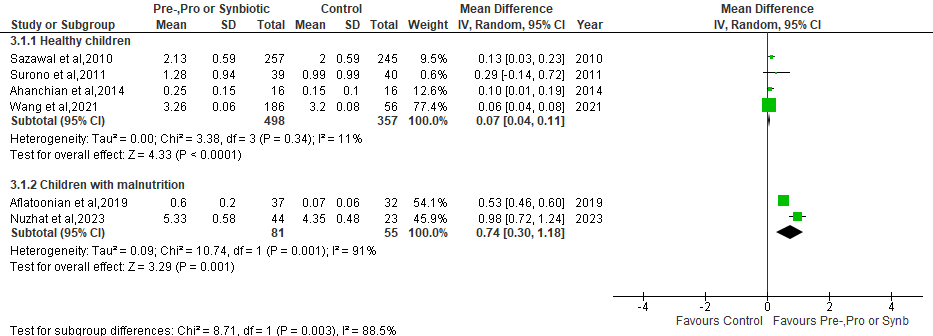 Pre-,Pro or Synbiotic Control Mean Difference Mean Difference
Study or Subgroup Mean SD Total Mean SD Total Weight IV, Random, 95% CI Year IV, Random, 95% CI
3.1.1 Healthy children
Sazawal et al,2010 2.13 0.59 257 2 0.59 245 9.5% 0.13 [0.03, 0.23] 2010
Surono et al,2011 1.28 0.94 39 0.99 0.99 40 0.6% 0.29 [-0.14, 0.72] 2011
Ahanchian et al,2014 0.25 0.15 16 0.15 0.1 16 12.6% 0.10 [0.01, 0.19] 2014
Wang et al,2021 3.26 0.06 186 3.2 0.08 56 77.4% 0.06 [0.04, 0.08] 2021
Subtotal (95% CI) 498 357 100.0% 0.07 [0.04, 0.11]
Heterogeneity: Tau² = 0.00; Chi² = 3.38, df = 3 (P = 0.34); I² = 11%
Test for overall effect: Z = 4.33 (P < 0.0001)
3.1.2 Children with malnutrition
Aflatoonian et al,2019 0.6 0.2 37 0.07 0.06 32 54.1% 0.53 [0.46, 0.60] 2019
Nuzhat et al,2023 5.33 0.58 44 4.35 0.48 23 45.9% 0.98 [0.72, 1.24] 2023
Subtotal (95% CI) 81 55 100.0% 0.74 [0.30, 1.18]
Heterogeneity: Tau² = 0.09; Chi² = 10.74, df = 1 (P = 0.001); I² = 91%
Test for overall effect: Z = 3.29 (P = 0.001)
-4 -2 0 2 4
Favours Control Favours Pre-,Pro or Synb
Test for subgroup differences: Chi² = 8.71, df = 1 (P = 0.003), I² = 88.5%